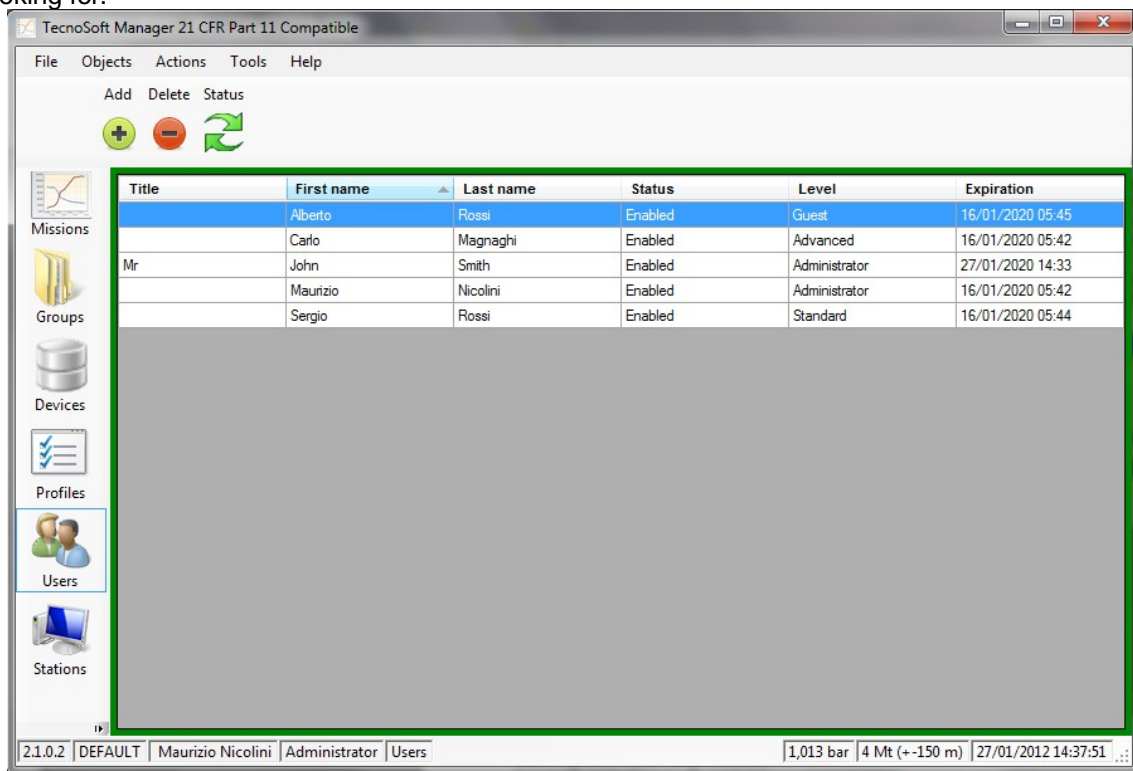 oking for.
TecnoSoft Manager 21 CFR Part 11 Compatible
File Objects Actions Tools Help
Add Delete Status
Title First name Last name Status Level Expiration
Alberto Rossi Enabled Guest 16/01/2020 05:45
Carlo Magnaghi Enabled Advanced 16/01/2020 05:42
Mr John Smith Enabled Administrator 27/01/2020 14:33
Maurizio Nicolini Enabled Administrator 16/01/2020 05:42
Sergio Rossi Enabled Standard 16/01/2020 05:44
Missions
Groups
Devices
Profiles
Users
Stations
2.1.0.2 DEFAULT Maurizio Nicolini Administrator Users 1,013 bar 4 Mt (+-150 m) 27/01/2012 14:37:51